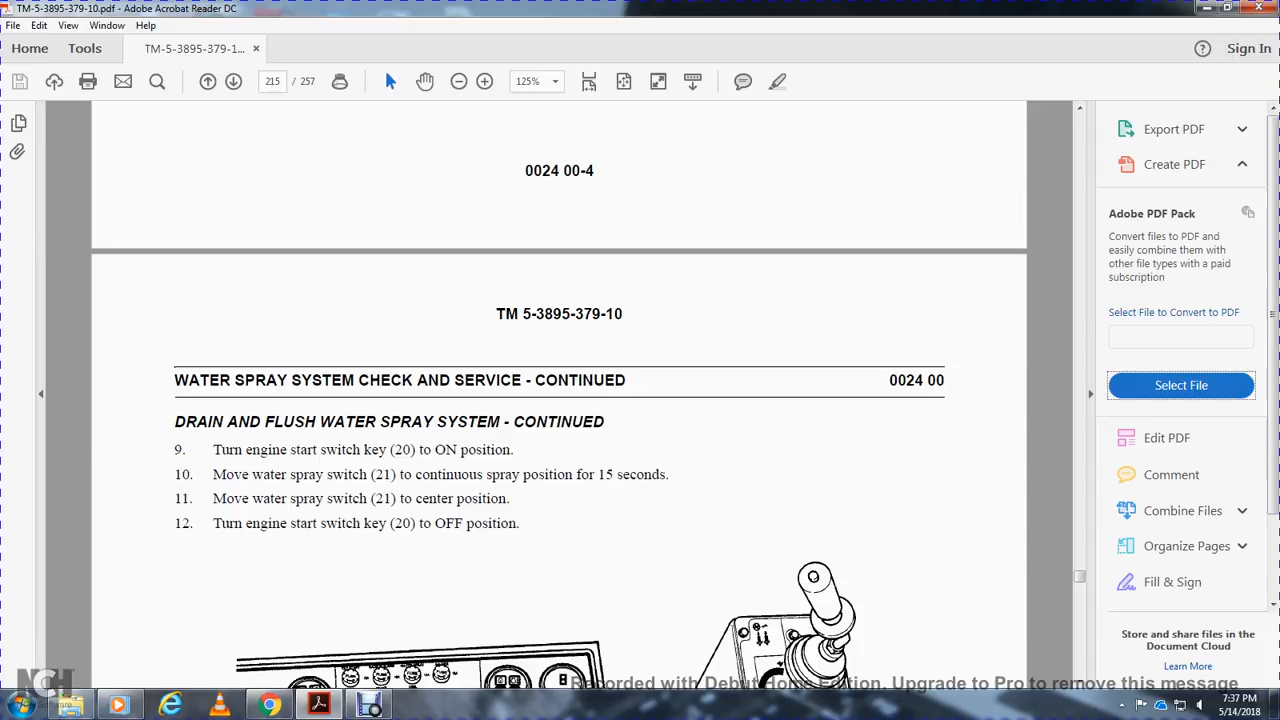 TM-5-3895-379-10.pdf - Adobe Acrobat Reader DC
File Edit View Window Help
Home Tools TM-5-3895-379-1... × Sign In
215 / 257 125%
0024 00-4
TM 5-3895-379-10
WATER SPRAY SYSTEM CHECK AND SERVICE - CONTINUED 0024 00
DRAIN AND FLUSH WATER SPRAY SYSTEM - CONTINUED
9. Turn engine start switch key (20) to ON position.
10. Move water spray switch (21) to continuous spray position for 15 seconds.
11. Move water spray switch (21) to center position.
12. Turn engine start switch key (20) to OFF position.
Export PDF
Create PDF
Adobe PDF Pack
Convert files to PDF and
easily combine them with
other file types with a paid
subscription
Select File to Convert to PDF
Select File
Edit PDF
Comment
Combine Files
Organize Pages
Fill & Sign
Store and share files in the
Document Cloud
Learn More
NCH
ware
Recorded with Debut Home Edition. Upgrade to Pro to remove this message
7:37 PM
5/14/2018